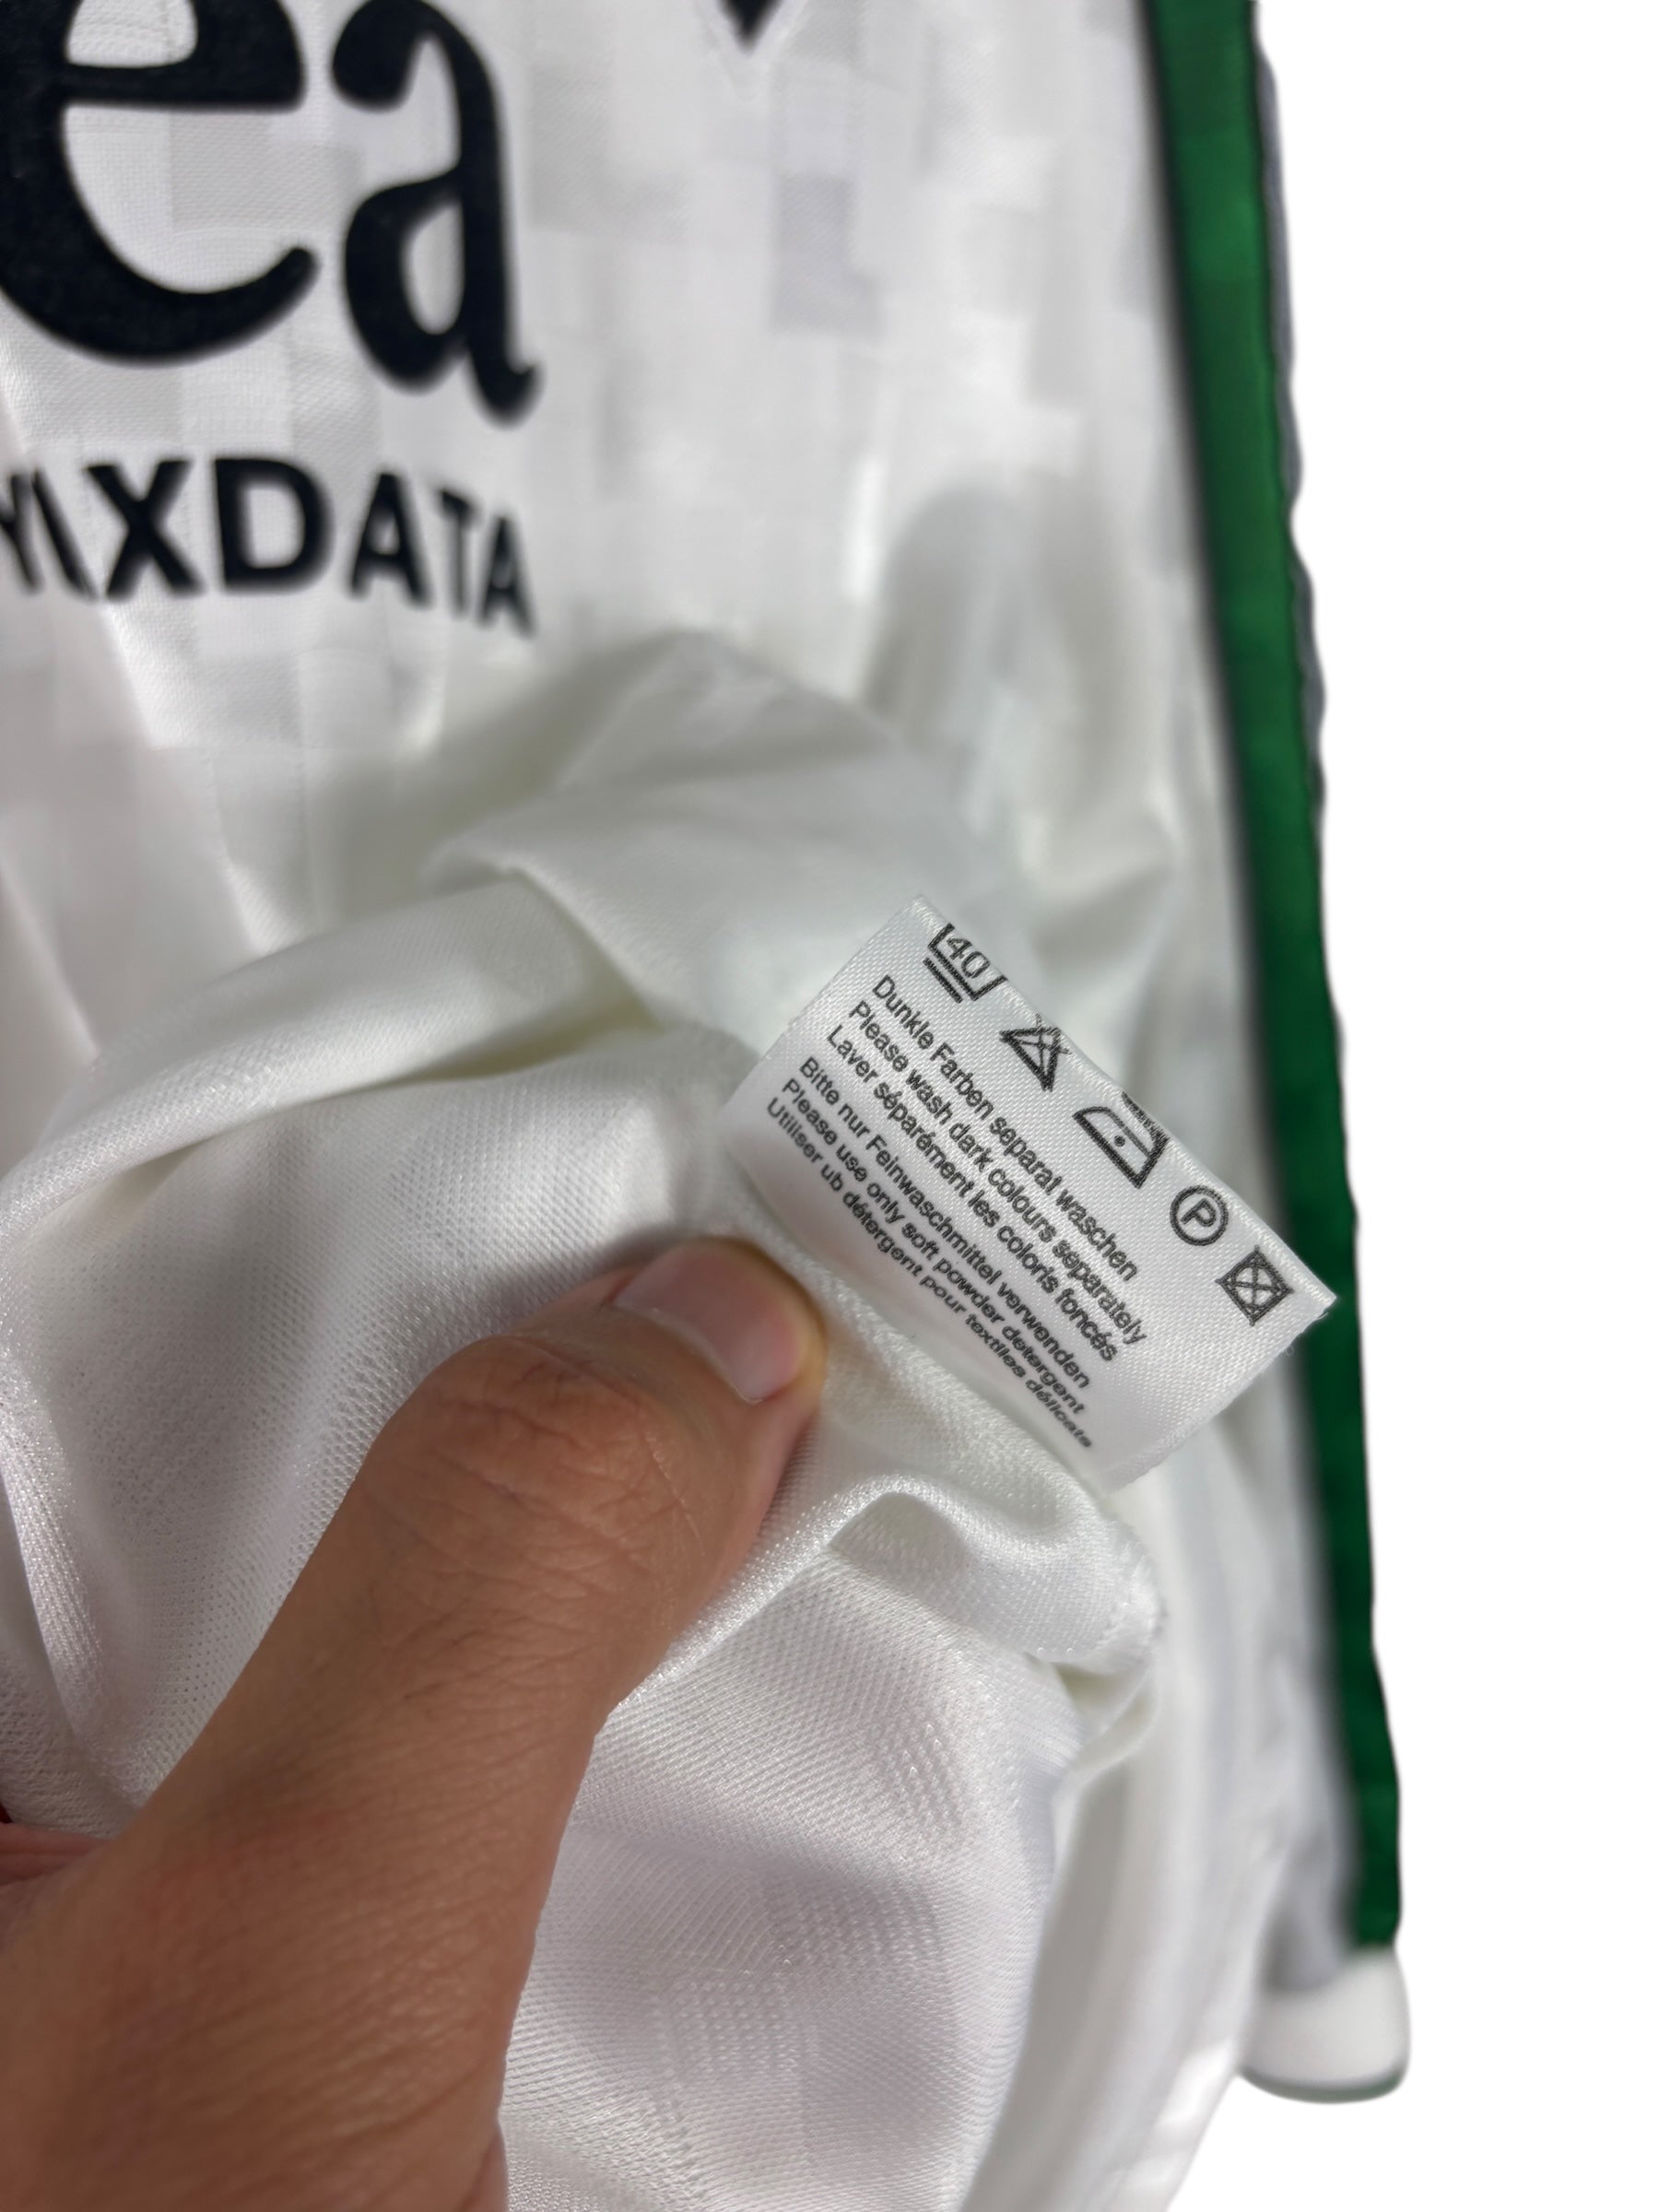 ea
XDATA
40
P
Dunkle Farben separat waschen
Please wash dark colours separately
Laver séparément les coloris foncés
Bitte nur Feinwaschmittel verwenden
Please use only soft powder detergent
Utiliser ub détergent pour textiles délicats